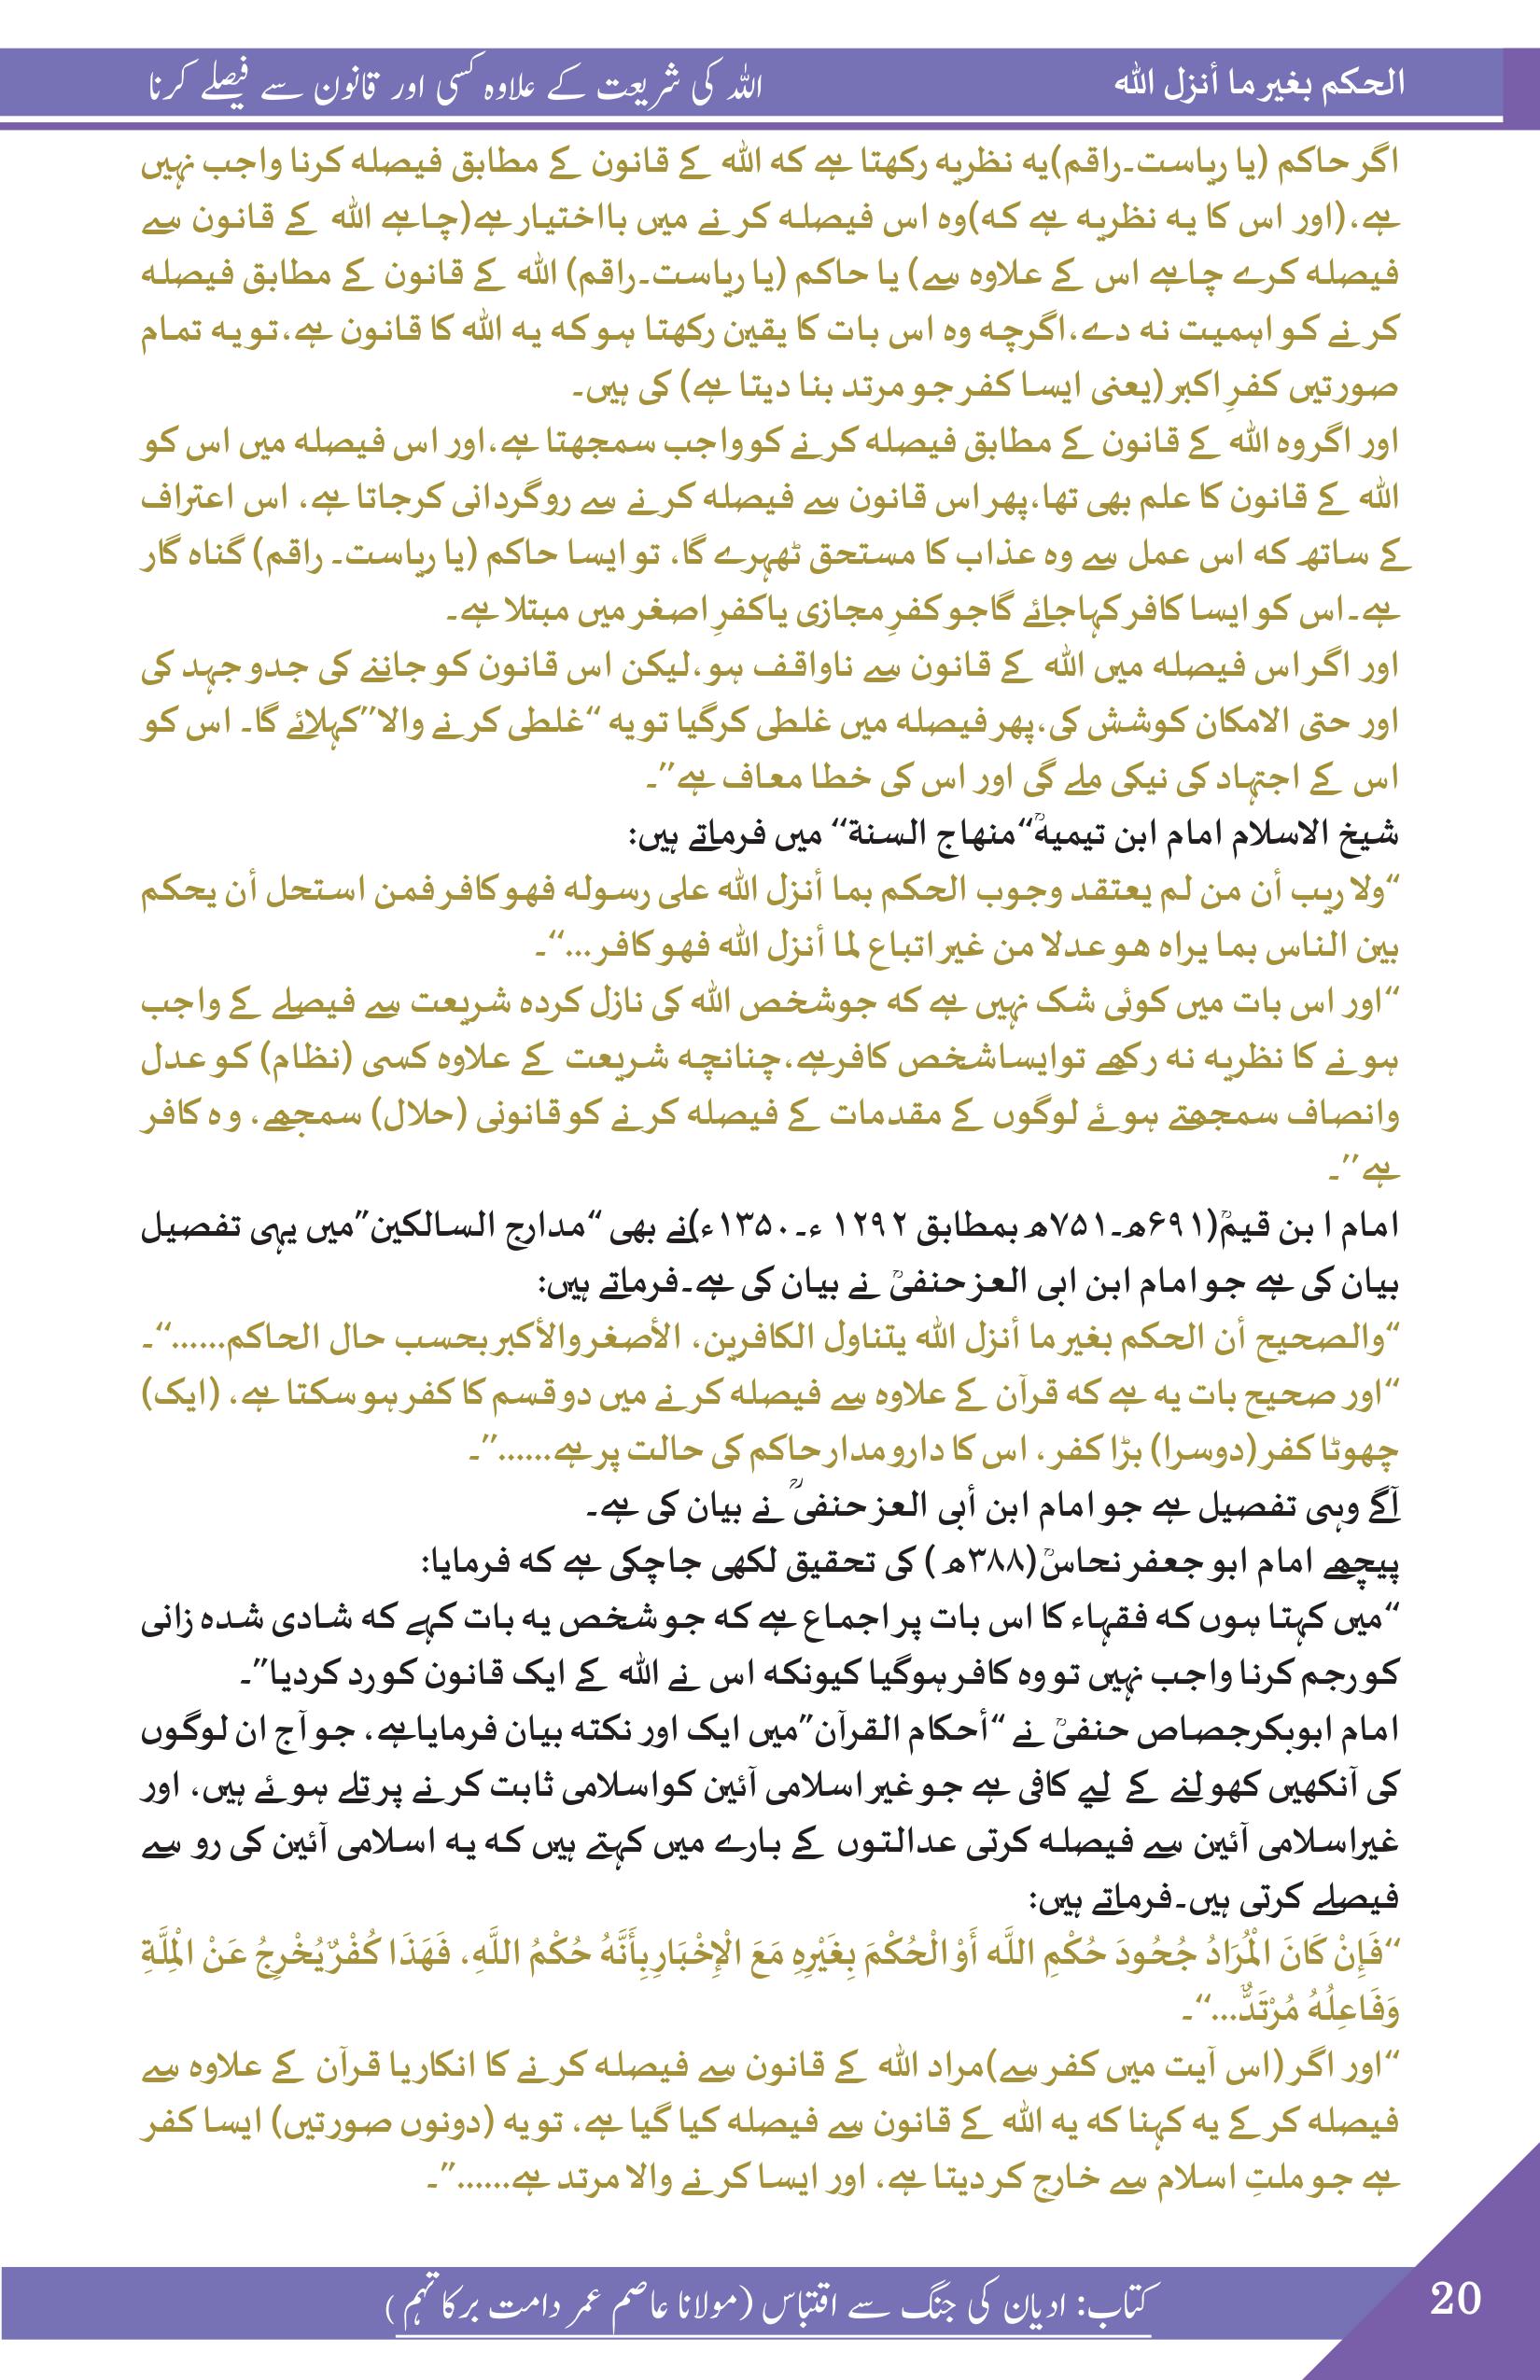 الحكم بغير ما أنزل الله
اللہ کی شریعت کے علاوہ کسی اور قانون سے فیصلے کرنا
اگر حاکم (یا ریاست۔راقم)یہ نظریہ رکھتا ہے کہ اللہ کے قانون کے مطابق فیصلہ کرنا واجب نہیں
ہے،(اور اس کا یہ نظریہ ہے کہ)وہ اس فیصلہ کرنے میں بااختیار ہے(چاہے اللہ کے قانون سے
فیصلہ کرے چاہے اس کے علاوہ سے) یا حاکم (یا ریاست۔راقم) اللہ کے قانون کے مطابق فیصلہ
کرنے کو اہمیت نہ دے،اگرچہ وہ اس بات کا یقین رکھتا ہو کہ یہ اللہ کا قانون ہے،تو یہ تمام
صورتیں کفرِ اکبر(یعنی ایسا کفر جو مرتد بنا دیتا ہے) کی ہیں۔
اور اگر وہ اللہ کے قانون کے مطابق فیصلہ کرنے کو واجب سمجھتا ہے،اور اس فیصلہ میں اس کو
اللہ کے قانون کا علم بھی تھا،پھر اس قانون سے فیصلہ کرنے سے روگردانی کرجاتا ہے، اس اعتراف
کے ساتھ کہ اس عمل سے وہ عذاب کا مستحق ٹھہرے گا، تو ایسا حاکم (یا ریاست۔ راقم) گناہ گار
ہے۔اس کو ایسا کافر کہاجائے گاجو کفرِ مجازی یاکفرِ اصغر میں مبتلا ہے۔
اور اگر اس فیصلہ میں اللہ کے قانون سے ناواقف ہو،لیکن اس قانون کو جاننے کی جدوجہد کی
اور حتی الامکان کوشش کی،پھر فیصلہ میں غلطی کرگیا تو یہ “غلطی کرنے والا”کہلائے گا۔ اس کو
اس کے اجتہاد کی نیکی ملے گی اور اس کی خطا معاف ہے”۔
شیخ الاسلام امام ابن تیمیہؒ“منهاج السنة“ میں فرماتے ہیں:
“ولا ريب أن من لم يعتقد وجوب الحكم بما أنزل الله على رسوله فهو كافر فمن استحل أن يحكم
بين الناس بما يراه هو عدلا من غير اتباع لما أنزل الله فهو كافر...“۔
“اور اس بات میں کوئی شک نہیں ہے کہ جوشخص اللہ کی نازل کردہ شریعت سے فیصلے کے واجب
ہونے کا نظریہ نہ رکھے توایساشخص کافرہے،چنانچہ شریعت کے علاوہ کسی (نظام) کو عدل
وانصاف سمجھتے ہوئے لوگوں کے مقدمات کے فیصلہ کرنے کو قانونی (حلال) سمجھے، وہ کافر
ہے”۔
امام ا بن قیمؒ(۶۹۱ھ۔۷۵۱ھ بمطابق ۱۲۹۲ء۔۱۳۵۰ء)نے بھی “مدارج السالکین”میں یہی تفصیل
بیان کی ہے جو امام ابن ابی العز حنفیؒ نے بیان کی ہے۔فرماتے ہیں:
“والصحيح أن الحكم بغير ما أنزل الله يتناول الكافرين، الأصغر والأكبر بحسب حال الحاكم......“۔
“اور صحیح بات یہ ہے کہ قرآن کے علاوہ سے فیصلہ کرنے میں دو قسم کا کفر ہو سکتا ہے، (ایک)
چھوٹا کفر(دوسرا) بڑا کفر، اس کا دارومدار حاکم کی حالت پر ہے......”۔
آگے وہی تفصیل ہے جو امام ابن أبی العز حنفیؒ نے بیان کی ہے۔
پیچھے امام ابو جعفر نحاسؒ(۳۸۸ھ ) کی تحقیق لکھی جاچکی ہے کہ فرمایا:
“میں کہتا ہوں کہ فقہاء کا اس بات پر اجماع ہے کہ جو شخص یہ بات کہے کہ شادی شدہ زانی
کو رجم کرنا واجب نہیں تو وہ کافر ہوگیا کیونکہ اس نے اللہ کے ایک قانون کو رد کردیا”۔
امام ابوبکرجصاص حنفیؒ نے “أحکام القرآن”میں ایک اور نکتہ بیان فرمایاہے، جو آج ان لوگوں
کی آنکھیں کھولنے کے لیے کافی ہے جو غیر اسلامی آئین کواسلامی ثابت کرنے پر تلے ہوئے ہیں، اور
غیراسلامی آئین سے فیصلہ کرتی عدالتوں کے بارے میں کہتے ہیں کہ یہ اسلامی آئین کی رو سے
فیصلے کرتی ہیں۔فرماتے ہیں:
“فَإِنْ كَانَ الْمُرَادُ جُحُودَ حُكْمِ اللَّه أَوْ الْحُكْمَ بِغَيْرِهِ مَعَ الْإِخْبَارِ بِأَنَّهُ حُكْمُ اللَّهِ، فَهَذَا كُفْرٌ يُخْرِجُ عَنْ الْمِلَّةِ
وَفَاعِلُهُ مُرْتَدٌّ...“۔
“اور اگر (اس آیت میں کفر سے)مراد اللہ کے قانون سے فیصلہ کرنے کا انکار یا قرآن کے علاوہ سے
فیصلہ کرکے یہ کہنا کہ یہ اللہ کے قانون سے فیصلہ کیا گیا ہے، تو یہ (دونوں صورتیں) ایسا کفر
ہے جو ملتِ اسلام سے خارج کر دیتا ہے، اور ایسا کرنے والا مرتد ہے......”۔
کتاب: ادیان کی جنگ سے اقتباس (مولانا عاصم عمر دامت برکاتہم)
20